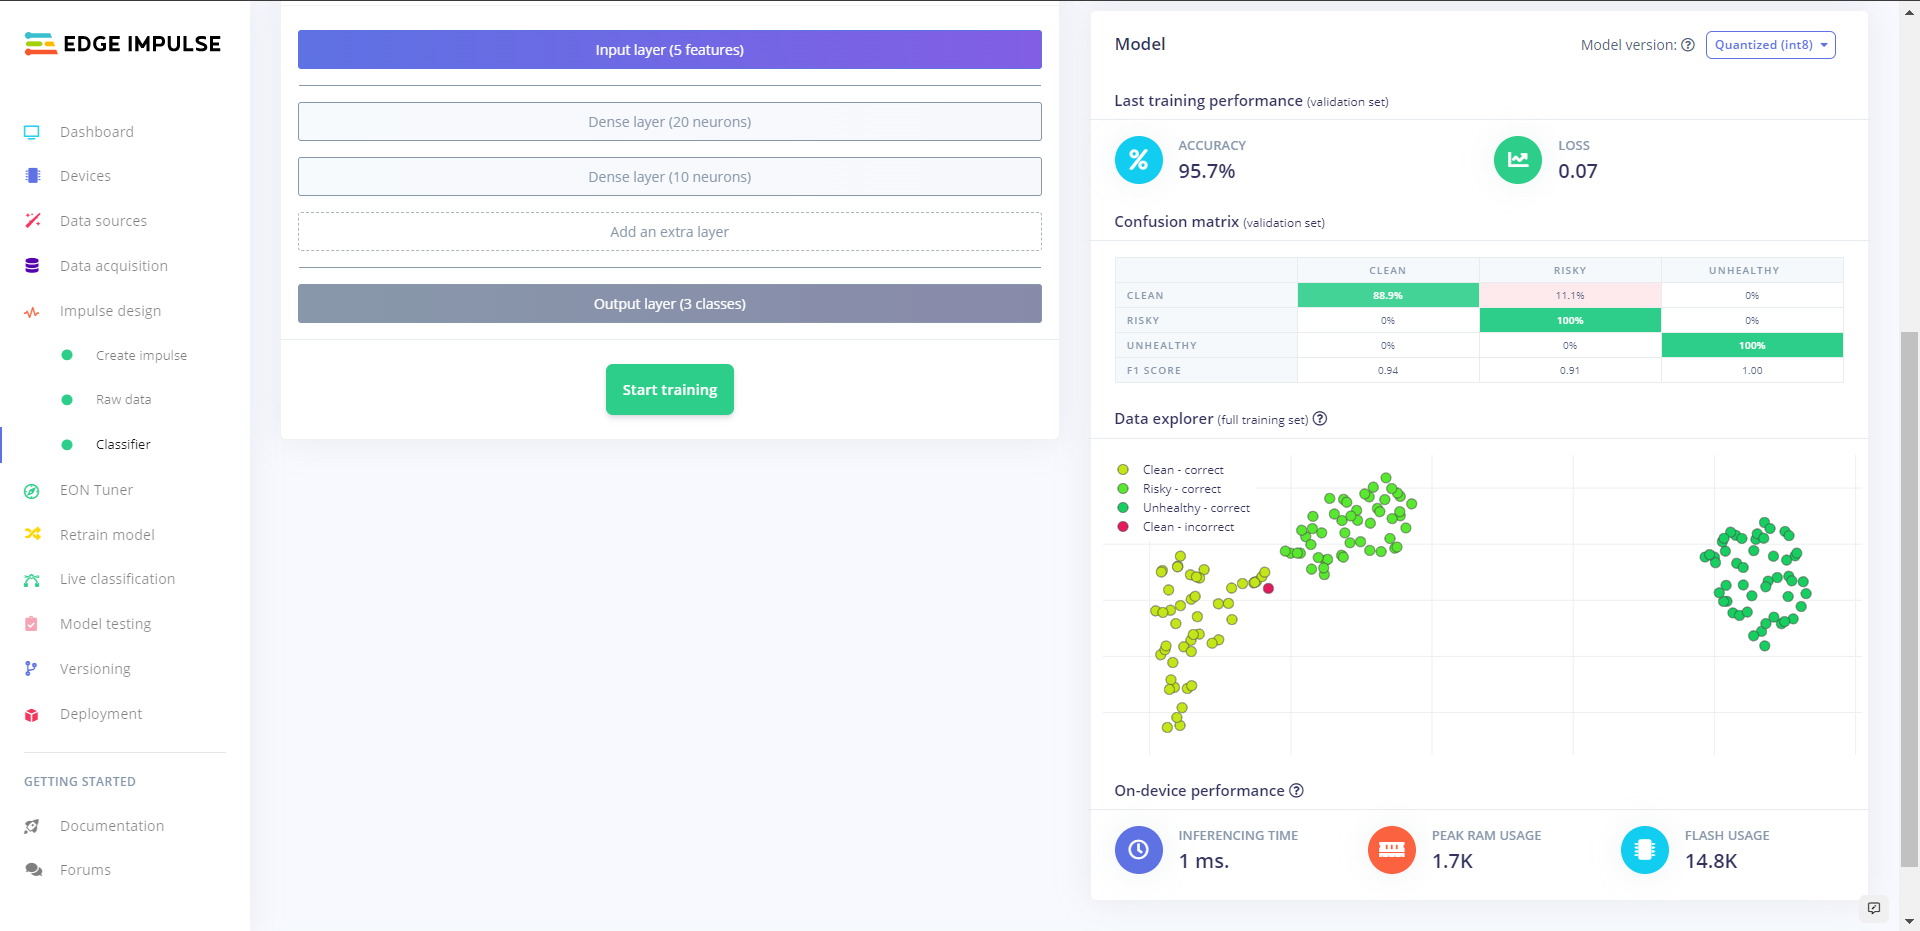 EDGE IMPULSE
Dashboard
Devices
Data sources
Data acquisition
Impulse design
Create impulse
Raw data
Classifier
EON Tuner
Retrain model
Live classification
Model testing
Versioning
Deployment
GETTING STARTED
Documentation
Forums
Input layer (5 features)
Dense layer (20 neurons)
Dense layer (10 neurons)
Add an extra layer
Output layer (3 classes)
Start training
Model
Model version: ? Quantized (int8)
Last training performance (validation set)
% ACCURACY
95.7%
LOSS
0.07
Confusion matrix (validation set)
CLEAN RISKY UNHEALTHY
CLEAN 88.9% 11.1% 0%
RISKY 0% 100% 0%
UNHEALTHY 0% 0% 100%
F1 SCORE 0.94 0.91 1.00
Data explorer (full training set) ?
Clean - correct
Risky - correct
Unhealthy - correct
Clean - incorrect
On-device performance ?
INFERENCING TIME
1 ms.
PEAK RAM USAGE
1.7K
FLASH USAGE
14.8K